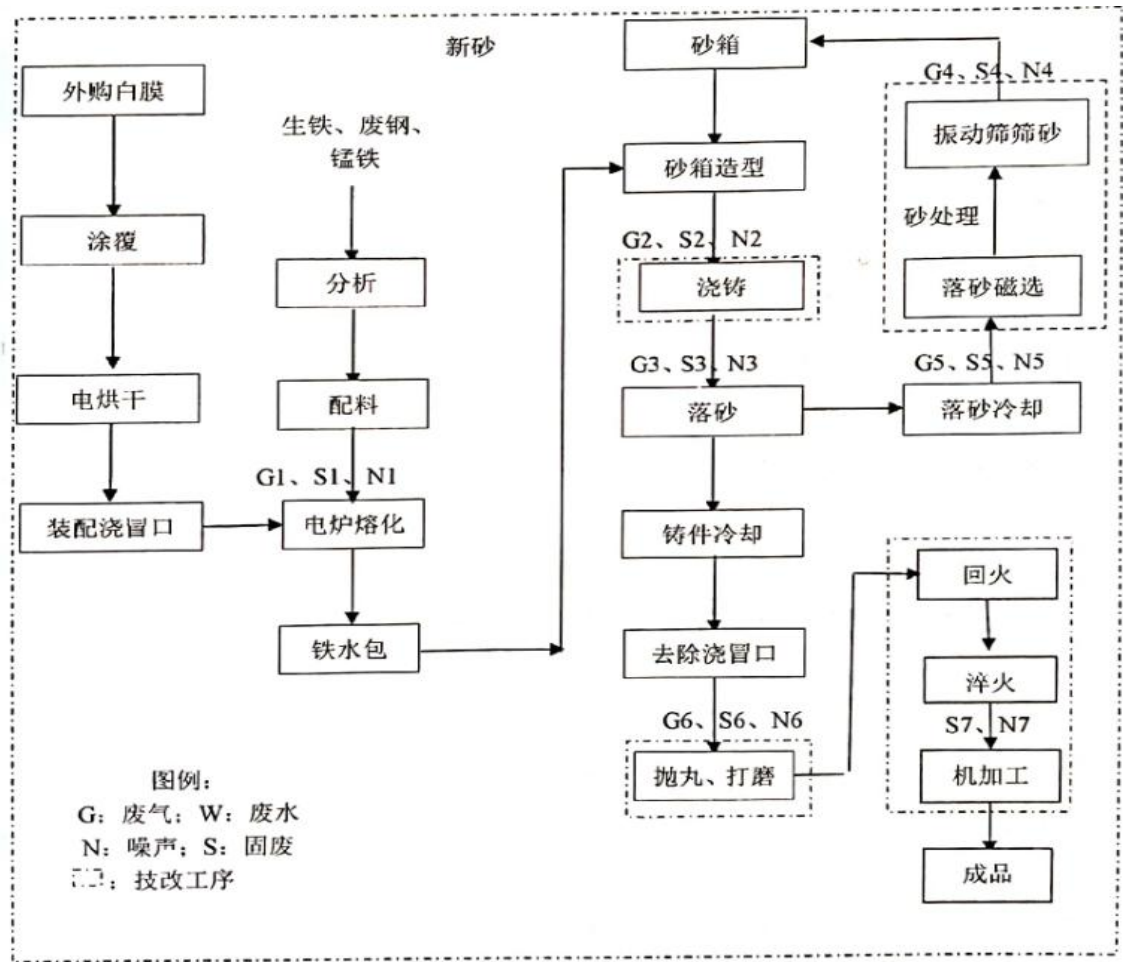 新砂
外购白膜
涂覆
电烘干
装配浇冒口
生铁、废钢、
锰铁
分析
配料
G1、S1、N1
电炉熔化
铁水包
砂箱
砂箱造型
G2、S2、N2
浇铸
G3、S3、N3
落砂
铸件冷却
去除浇冒口
G6、S6、N6
抛丸、打磨
G4、S4、N4
振动筛筛砂
砂处理
落砂磁选
G5、S5、N5
落砂冷却
回火
淬火
S7、N7
机加工
成品
图例：
G：废气；W：废水
N：噪声；S：固废
：技改工序